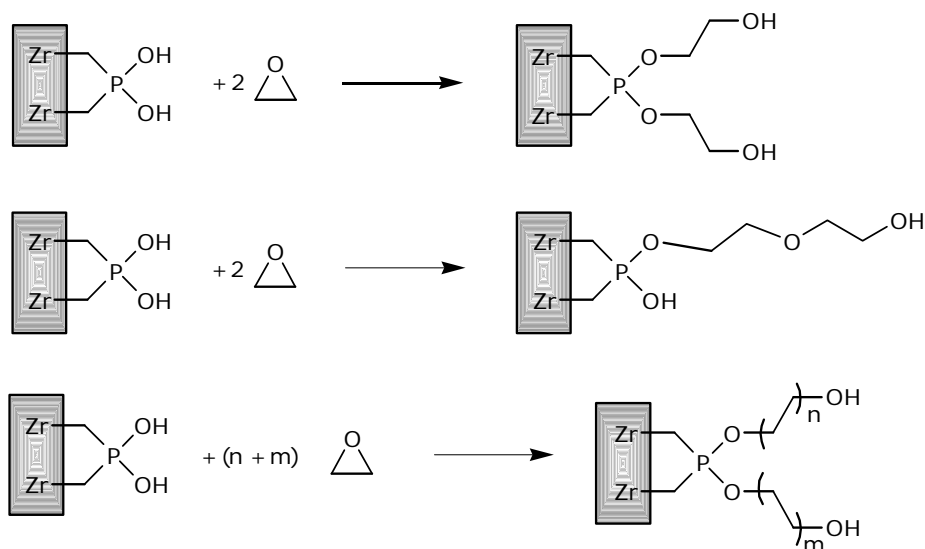 Zr OH O OH
P + 2 O P
Zr OH Zr O OH
Zr OH O OH
P + 2 O Zr P O
Zr OH Zr OH
Zr OH O n OH
P + (n + m) O Zr P
Zr OH Zr O m OH